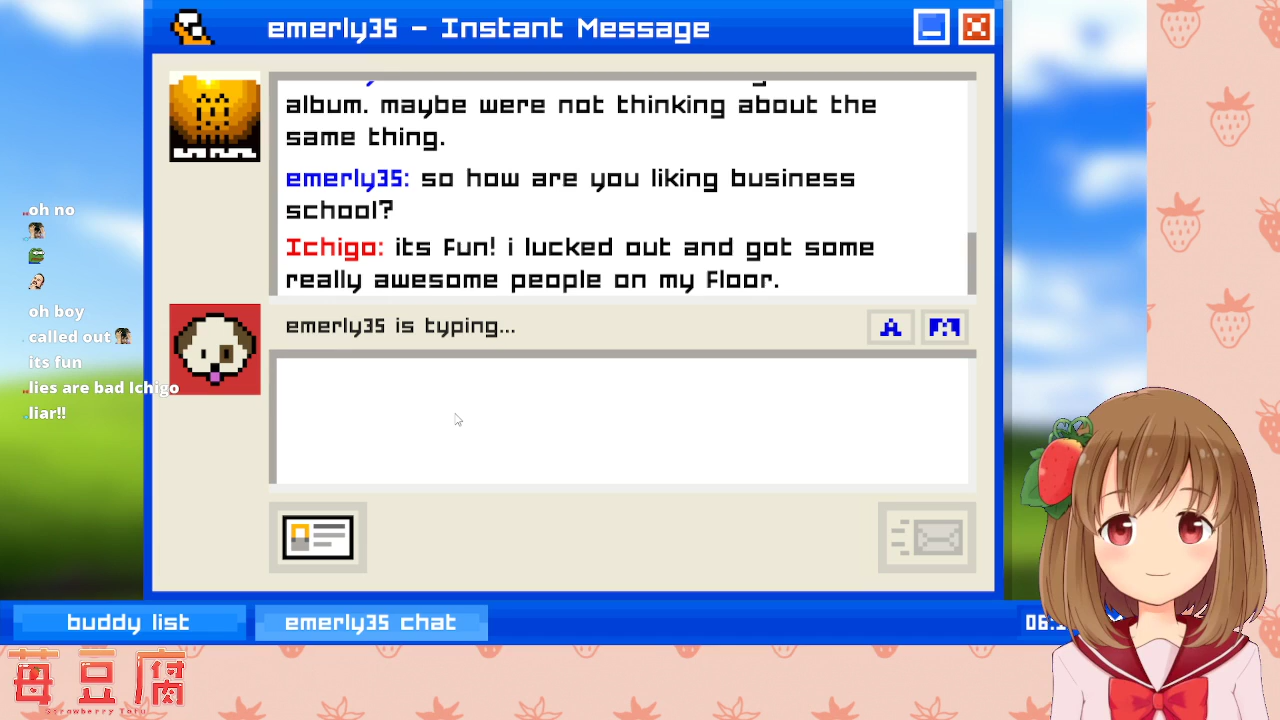 emerly35 - Instant Message
album. maybe were not thinking about the
same thing.
emerly35: so how are you liking business
school?
Ichigo: its fun! i lucked out and got some
really awesome people on my floor.
emerly35 is typing...
A
oh no
oh boy
called out
its fun
lies are bad Ichigo
liar!!
buddy list
emerly35 chat
苺豆腐
Strawberry Tofu